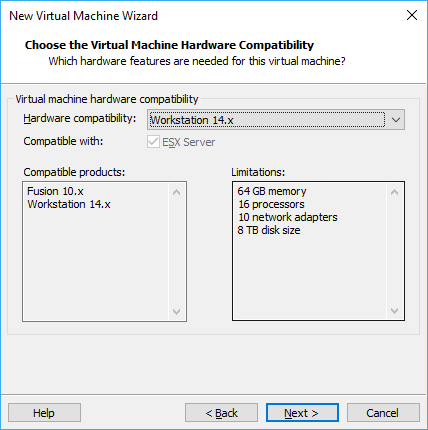 New Virtual Machine Wizard
Choose the Virtual Machine Hardware Compatibility
Which hardware features are needed for this virtual machine?
Virtual machine hardware compatibility
Hardware compatibility:
Workstation 14.x
Compatible with:
ESX Server
Compatible products:
Fusion 10.x
Workstation 14.x
Limitations:
64 GB memory
16 processors
10 network adapters
8 TB disk size
Help
< Back
Next >
Cancel